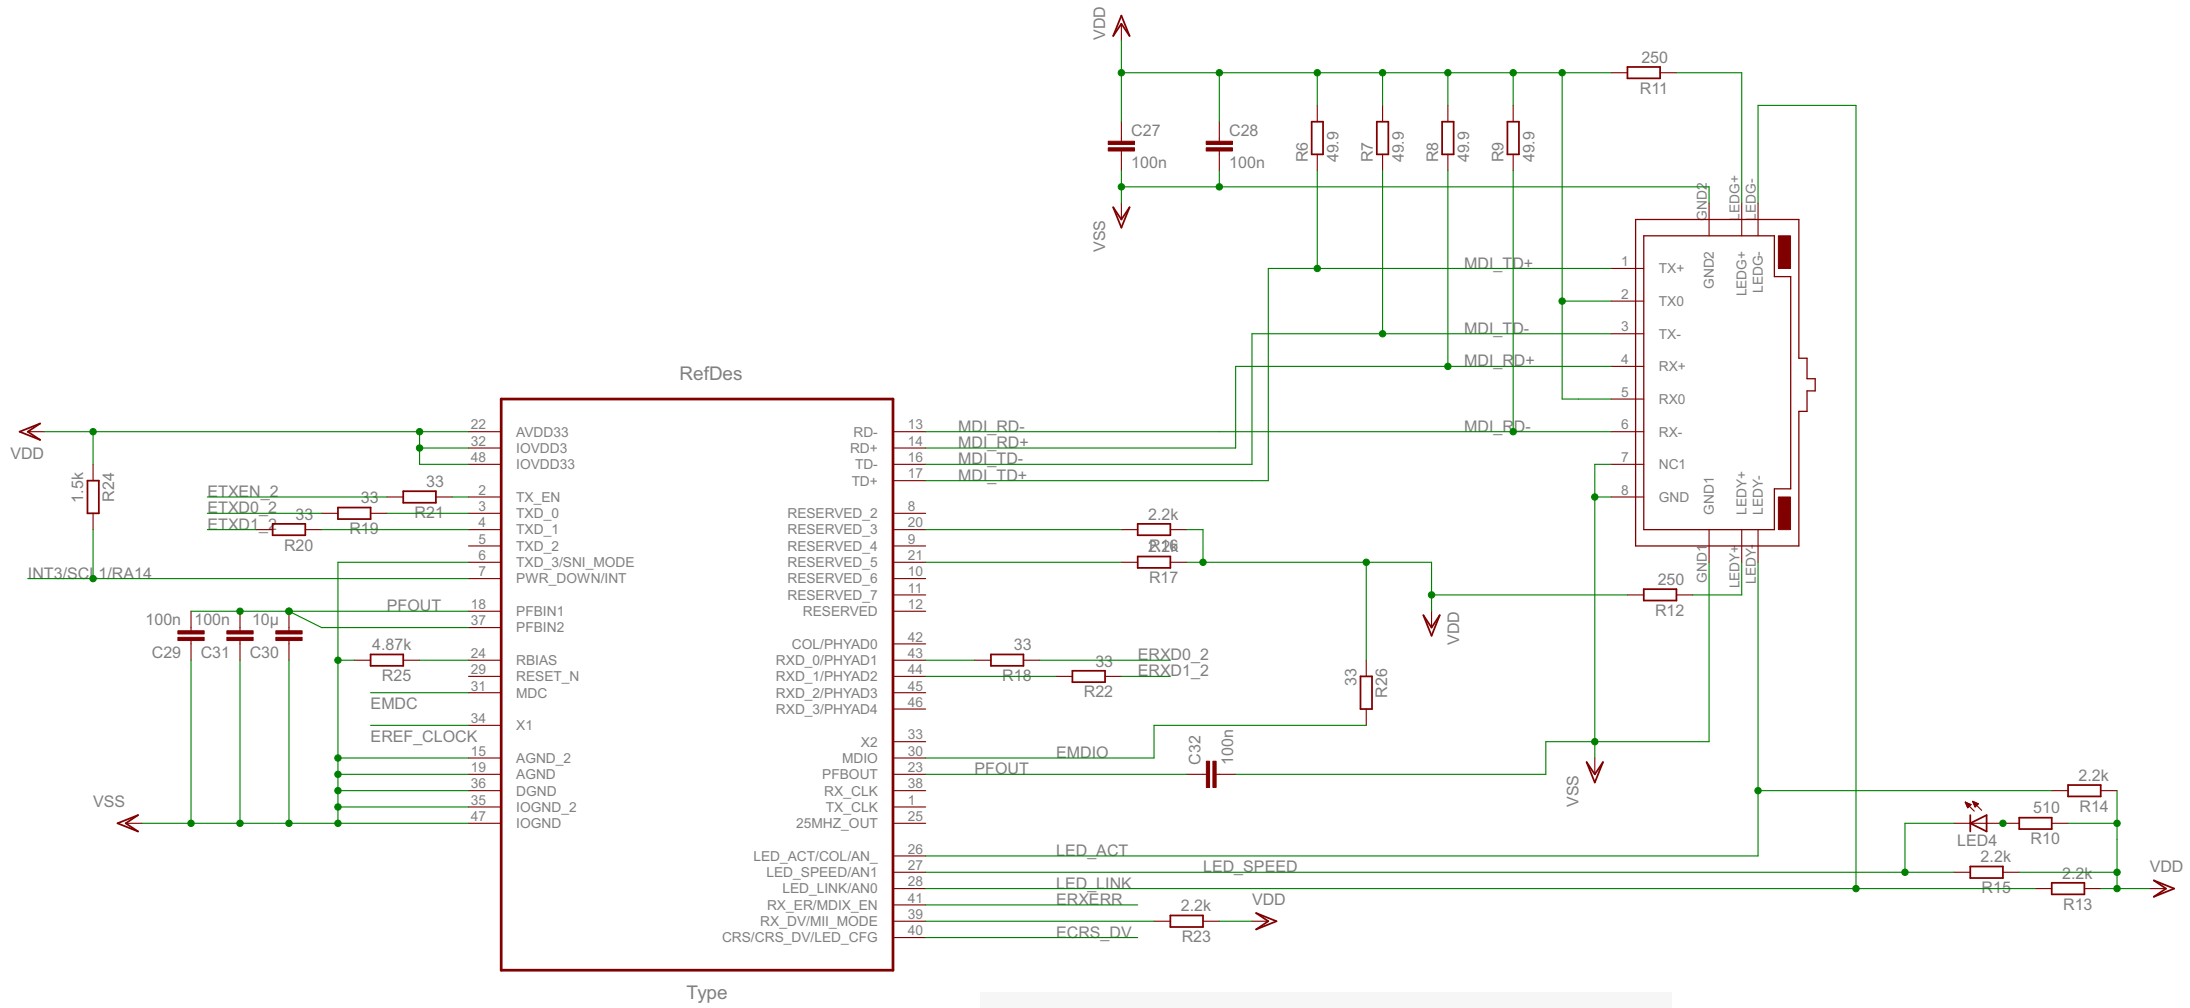 VDD
250
R11
C27
100n
C28
100n
R6
49.9
R7
49.9
R8
49.9
R9
49.9
VSS
GND2
LEDG+
LEDG-
MDI_TD+
1
TX+
GND2
LEDG+
LEDG-
2
TX0
MDI_TD-
3
TX-
MDI_RD+
4
RX+
5
RX0
MDI_RD-
6
RX-
7
NC1
8
GND
GND1
LEDY+
LEDY-
GND1
LEDY+
LEDY-
250
R12
RefDes
VDD
22
AVDD33
32
IOVDD3
48
IOVDD33
1.5k
R24
ETXEN_2
33
R21
2
TX_EN
ETXD0_2
33
R19
3
TXD_0
ETXD1_2
33
R20
4
TXD_1
5
TXD_2
6
TXD_3/SNI_MODE
INT3/SCL1/RA14
7
PWR_DOWN/INT
PFOUT
18
PFBIN1
37
PFBIN2
100n
C29
100n
C31
10µ
C30
4.87k
R25
24
RBIAS
29
RESET_N
EMDC
31
MDC
EREF_CLOCK
34
X1
15
AGND_2
19
AGND
36
DGND
35
IOGND_2
VSS
47
IOGND
RD-
13
MDI_RD-
RD+
14
MDI_RD+
TD-
16
MDI_TD-
TD+
17
MDI_TD+
RESERVED_2
8
RESERVED_3
20
2.2k
R16
RESERVED_4
9
RESERVED_5
21
2.2k
R17
RESERVED_6
10
RESERVED_7
11
RESERVED
12
VDD
COL/PHYAD0
42
RXD_0/PHYAD1
43
33
R18
ERXD0_2
RXD_1/PHYAD2
44
33
R22
ERXD1_2
RXD_2/PHYAD3
45
RXD_3/PHYAD4
46
33
R26
X2
33
MDIO
30
EMDIO
PFBOUT
23
PFOUT
C32
100n
VSS
RX_CLK
38
TX_CLK
1
25MHZ_OUT
25
2.2k
R14
LED4
510
R10
LED_ACT/COL/AN_
26
LED_ACT
LED_SPEED/AN1
27
LED_SPEED
2.2k
R15
LED_LINK/AN0
28
LED_LINK
2.2k
R13
VDD
RX_ER/MDIX_EN
41
ERXERR
RX_DV/MII_MODE
39
2.2k
R23
VDD
CRS/CRS_DV/LED_CFG
40
ECRS_DV
Type